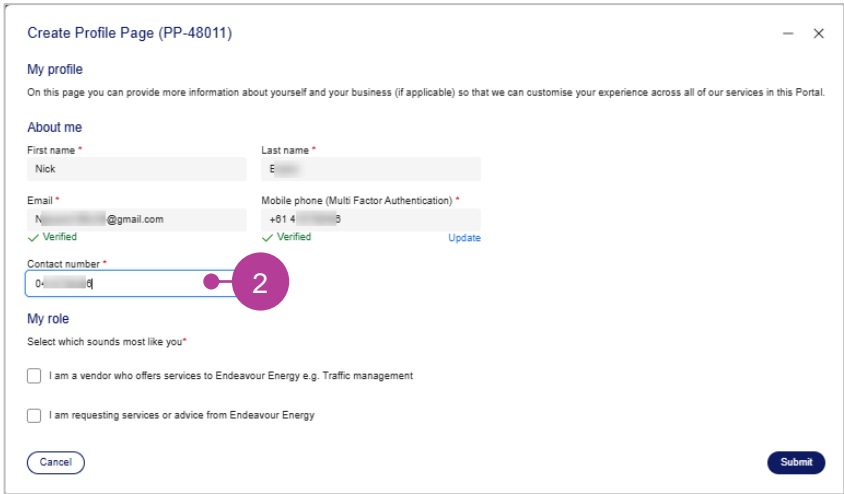 Create Profile Page (PP-48011)
My profile
On this page you can provide more information about yourself and your business (if applicable) so that we can customise your experience across all of our services in this Portal.
About me
First name * Last name *
Nick
Email * Mobile phone (Multi Factor Authentication) *
@gmail.com +61 4
Verified Verified Update
Contact number *
2
My role
Select which sounds most like you*
I am a vendor who offers services to Endeavour Energy e.g. Traffic management
I am requesting services or advice from Endeavour Energy
Cancel Submit